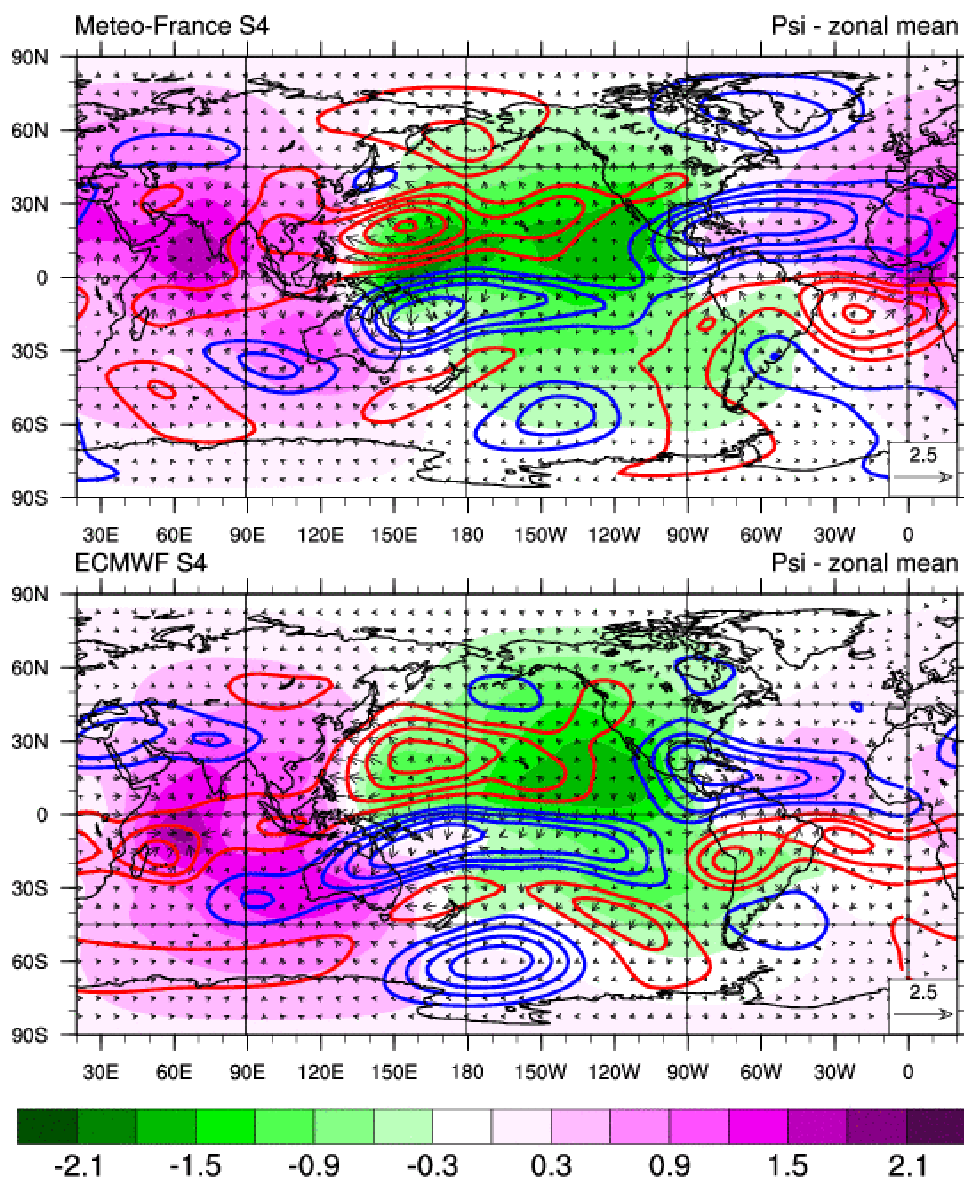 Meteo-France S4 Psi - zonal mean
90N
60N
30N
0
30S
60S
90S
2.5
30E 60E 90E 120E 150E 180 150W 120W 90W 60W 30W 0
ECMWF S4 Psi - zonal mean
90N
60N
30N
0
30S
60S
90S
2.5
30E 60E 90E 120E 150E 180 150W 120W 90W 60W 30W 0
-2.1 -1.5 -0.9 -0.3 0.3 0.9 1.5 2.1